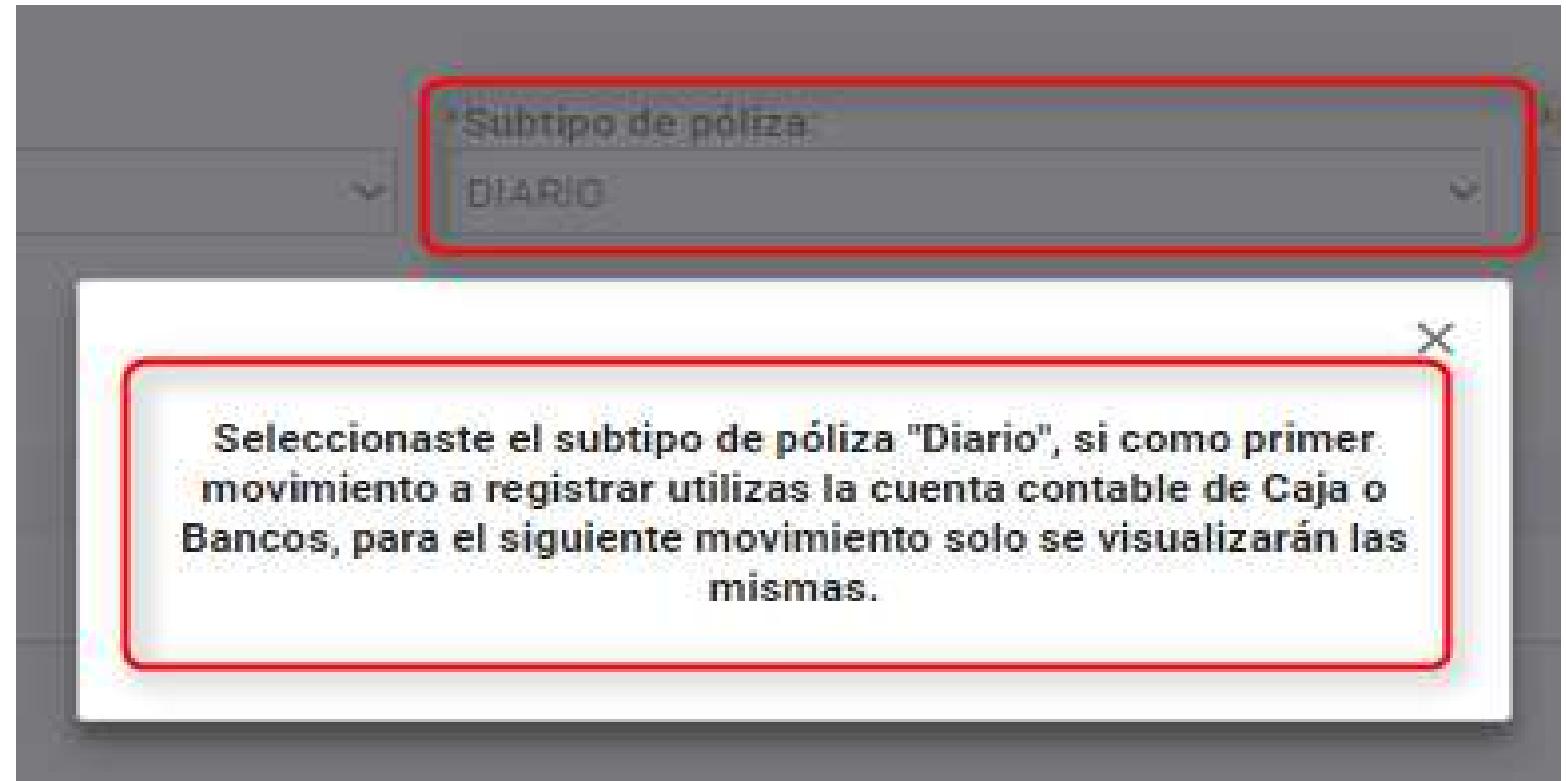 *Subtipo de póliza:
DIARIO
Seleccionaste el subtipo de póliza "Diario", si como primer
movimiento a registrar utilizas la cuenta contable de Caja o
Bancos, para el siguiente movimiento solo se visualizarán las
mismas.